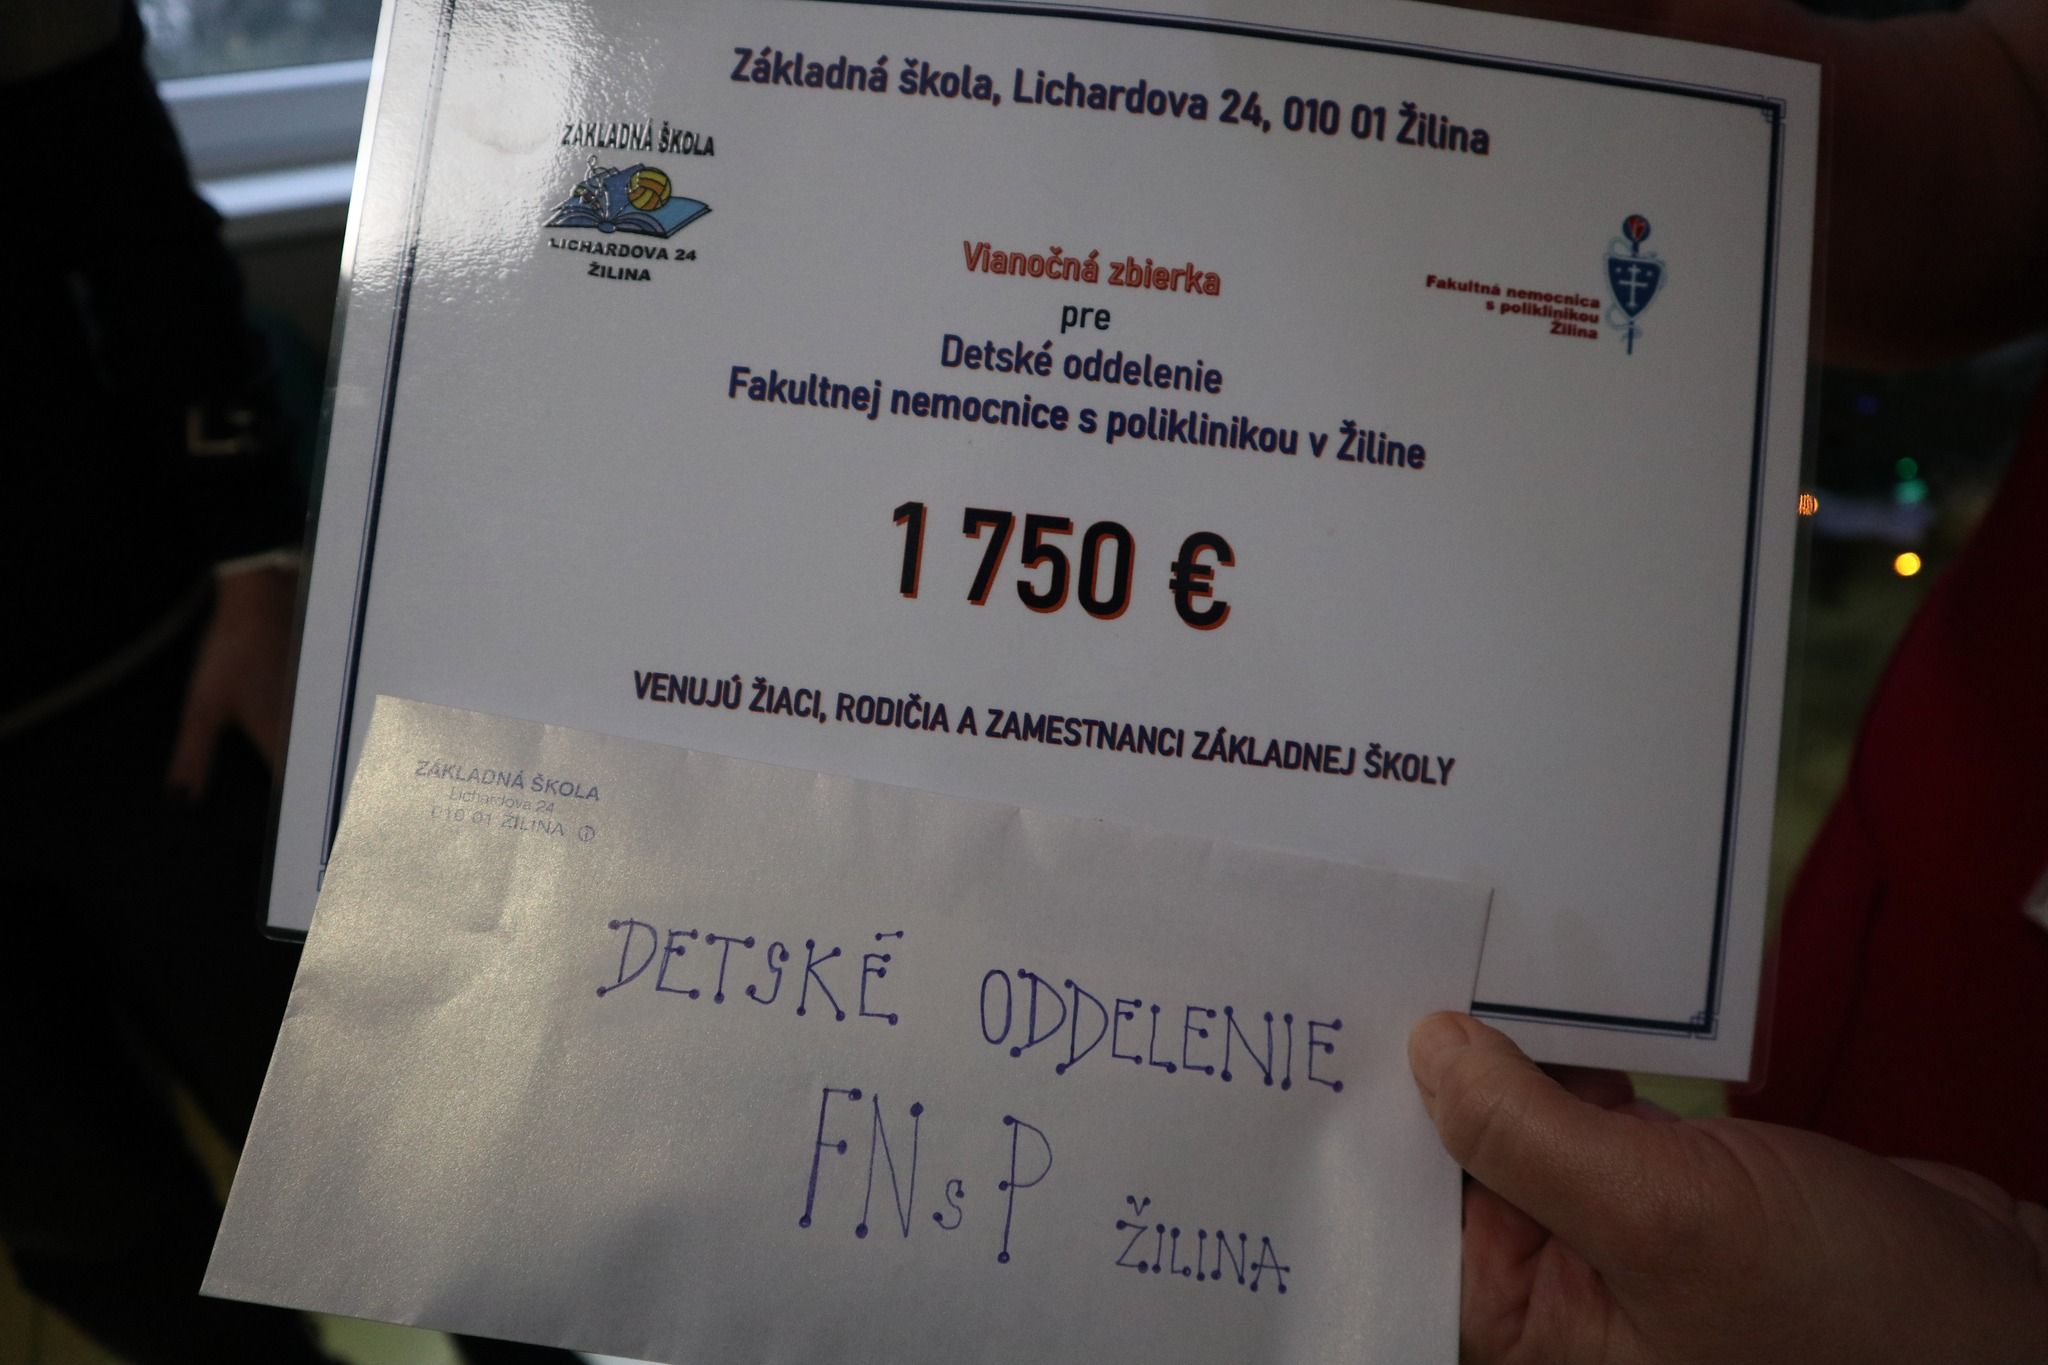 Základná škola, Lichardova 24, 010 01 Žilina
ZÁKLADNÁ ŠKOLA
LICHARDOVA 24
ŽILINA
Vianočná zbierka
pre
Detské oddelenie
Fakultnej nemocnice s poliklinikou v Žiline
Fakultná nemocnica
s poliklinikou
Žilina
1 750 €
VENUJÚ ŽIACI, RODIČIA A ZAMESTNANCI ZÁKLADNEJ ŠKOLY
ZÁKLADNÁ ŠKOLA
Lichardova 24
010 01 ŽILINA ①
DETSKÉ ODDELENIE
FNsP ŽILINA